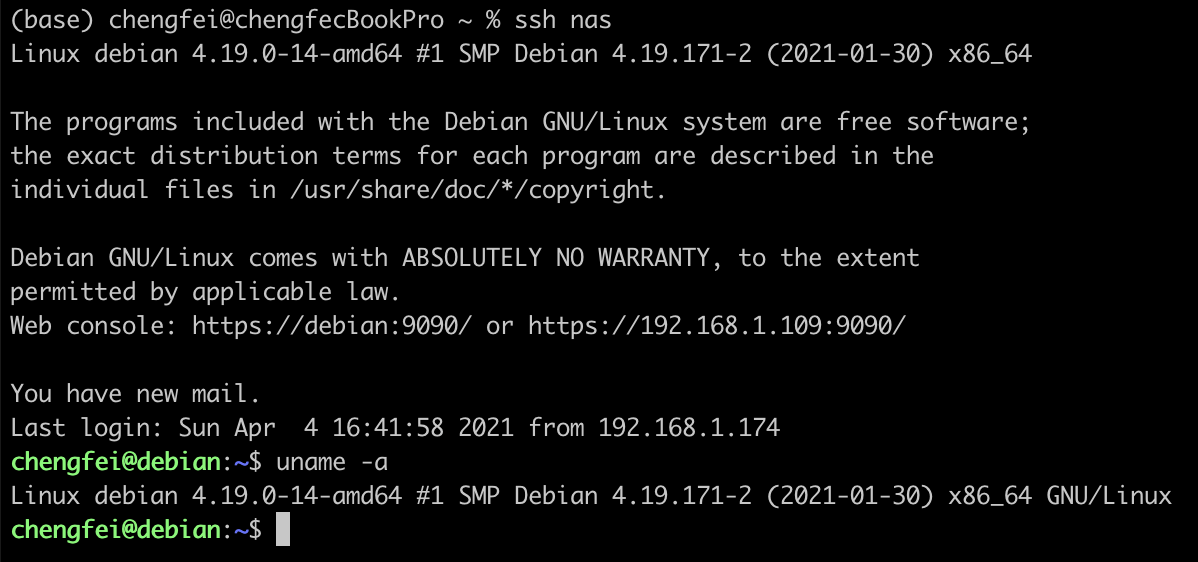 (base) chengfei@chengfecBookPro ~ % ssh nas
Linux debian 4.19.0-14-amd64 #1 SMP Debian 4.19.171-2 (2021-01-30) x86_64
The programs included with the Debian GNU/Linux system are free software;
the exact distribution terms for each program are described in the
individual files in /usr/share/doc/*/copyright.
Debian GNU/Linux comes with ABSOLUTELY NO WARRANTY, to the extent
permitted by applicable law.
Web console: https://debian:9090/ or https://192.168.1.109:9090/
You have new mail.
Last login: Sun Apr  4 16:41:58 2021 from 192.168.1.174
chengfei@debian:~$ uname -a
Linux debian 4.19.0-14-amd64 #1 SMP Debian 4.19.171-2 (2021-01-30) x86_64 GNU/Linux
chengfei@debian:~$